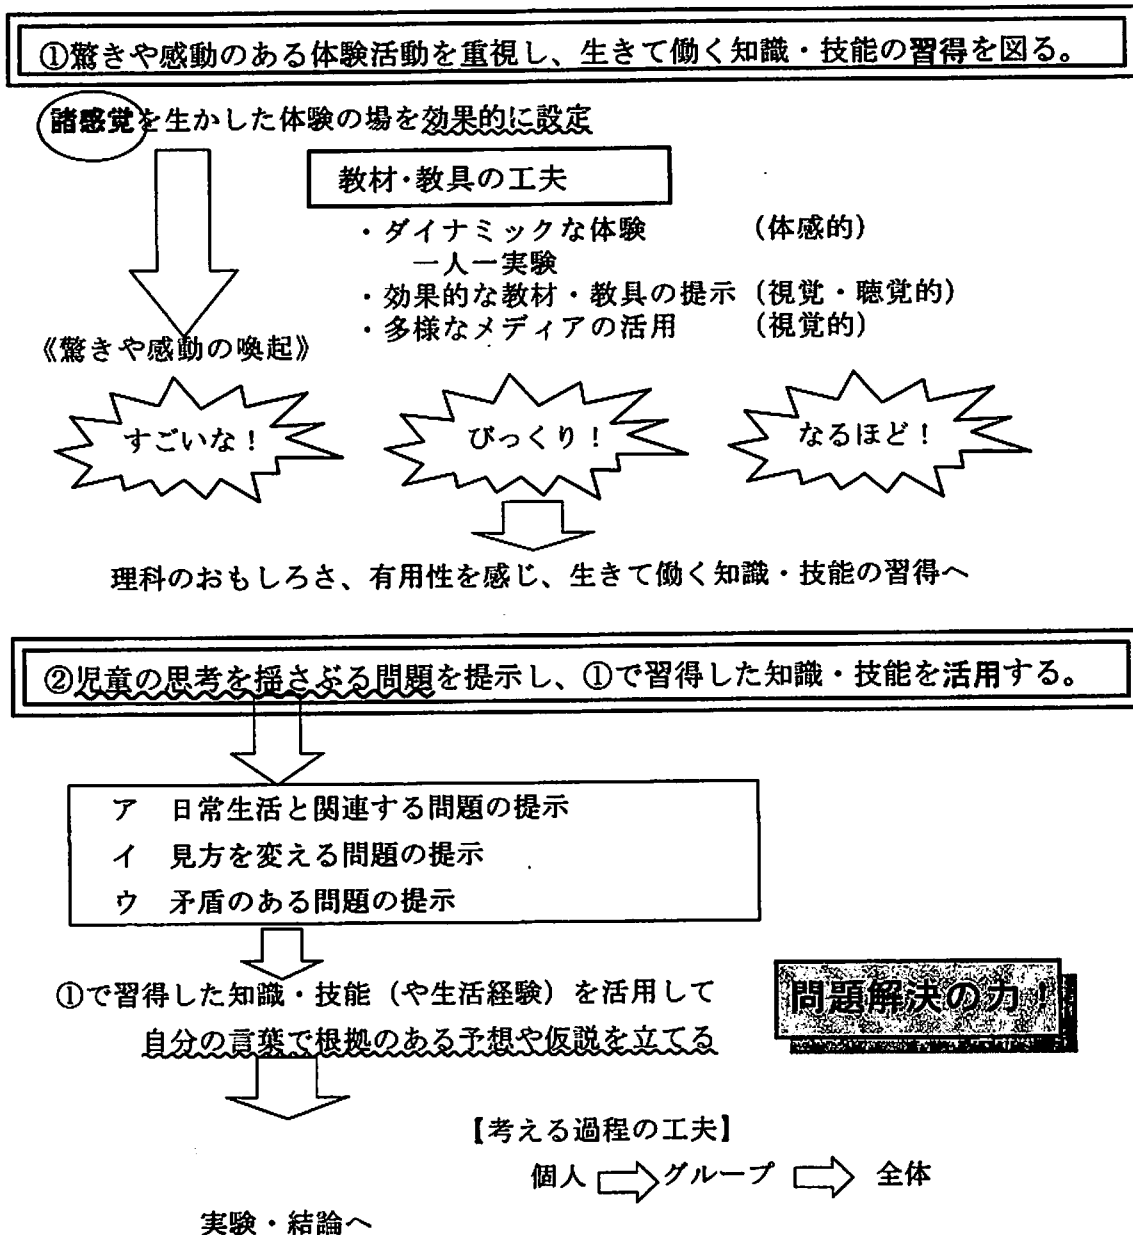 ①驚きや感動のある体験活動を重視し、生きて働く知識・技能の習得を図る。
諸感覚を生かした体験の場を効果的に設定
教材・教具の工夫
・ダイナミックな体験 （体感的）
一人一実験
・効果的な教材・教具の提示（視覚・聴覚的）
・多様なメディアの活用 （視覚的）
《驚きや感動の喚起》
すごいな！ びっくり！ なるほど！
理科のおもしろさ、有用性を感じ、生きて働く知識・技能の習得へ
②児童の思考を揺さぶる問題を提示し、①で習得した知識・技能を活用する。
ア 日常生活と関連する問題の提示
イ 見方を変える問題の提示
ウ 矛盾のある問題の提示
①で習得した知識・技能（や生活経験）を活用して
自分の言葉で根拠のある予想や仮説を立てる
問題解決の力！
【考える過程の工夫】
個人 グループ 全体
実験・結論へ